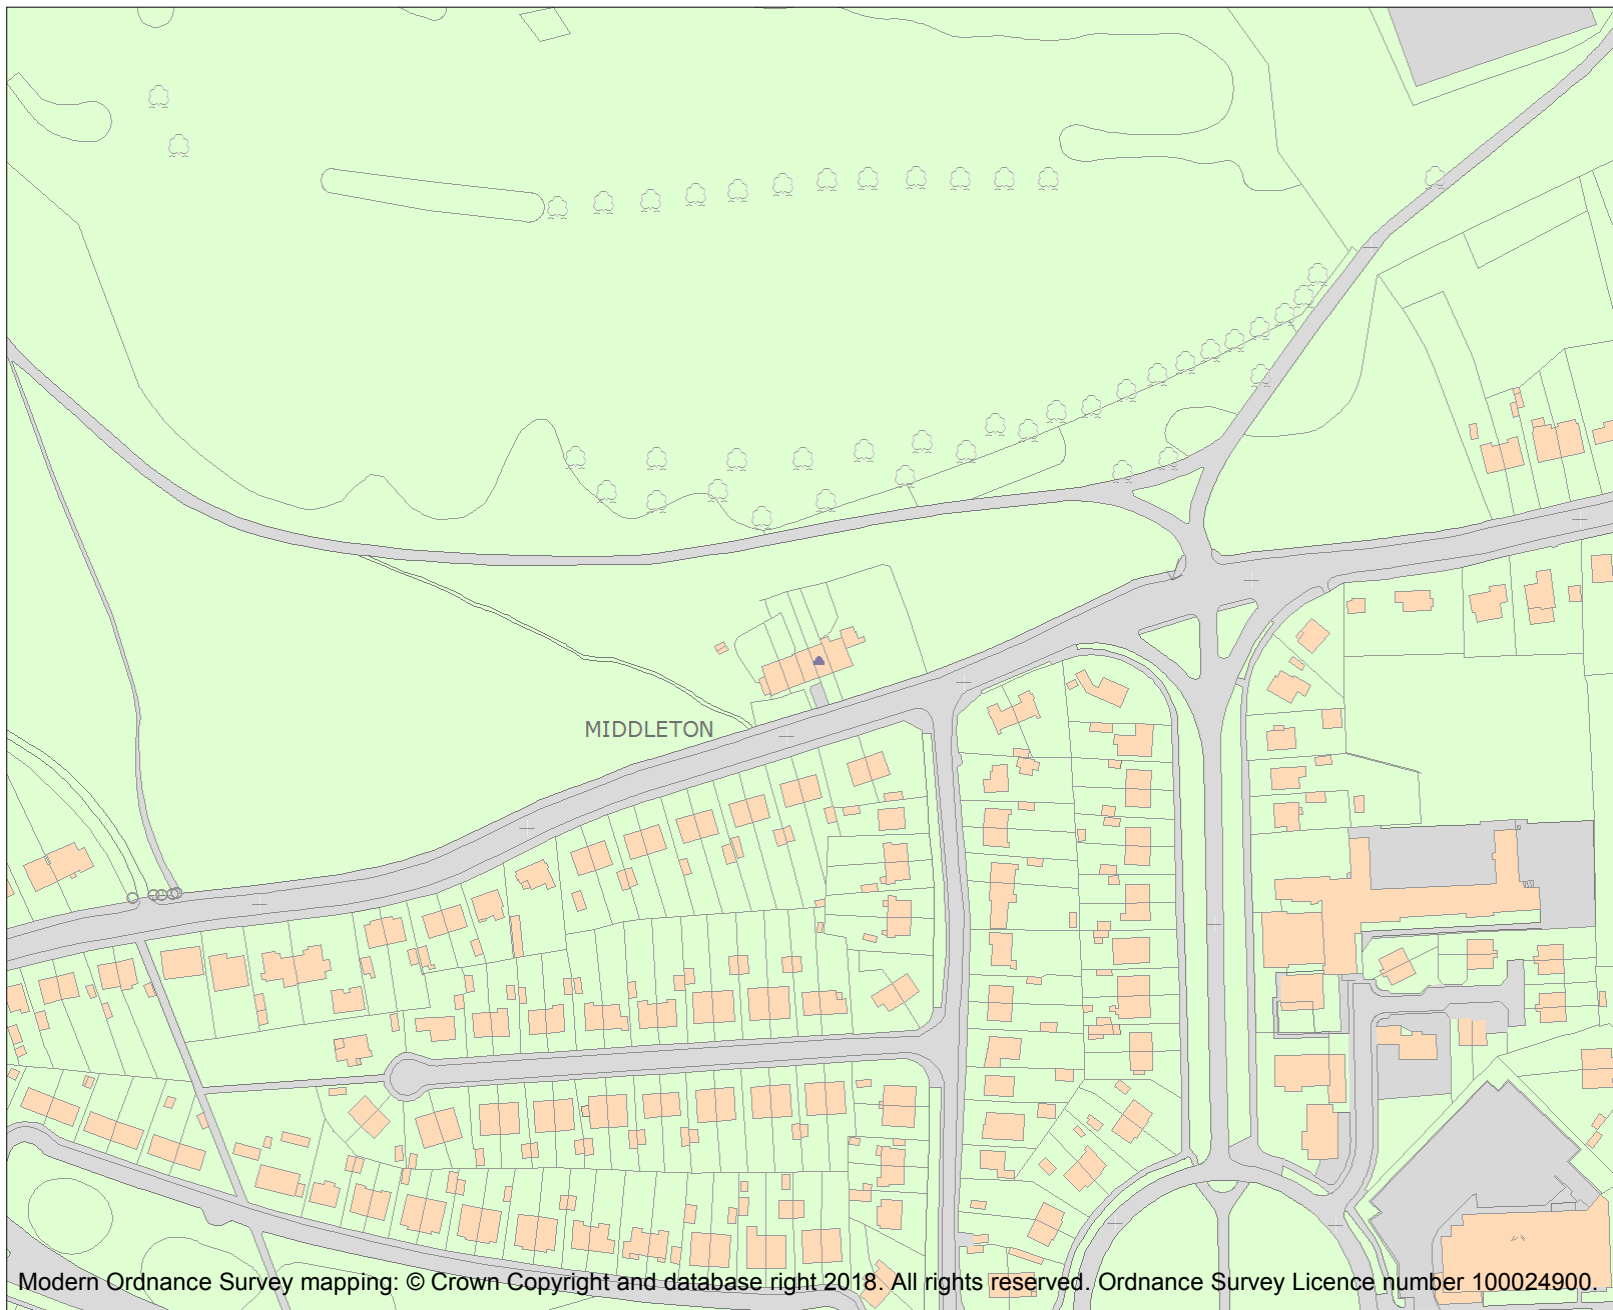 MIDDLETON
Modern Ordnance Survey mapping: © Crown Copyright and database right 2018. All rights reserved. Ordnance Survey Licence number 100024900.